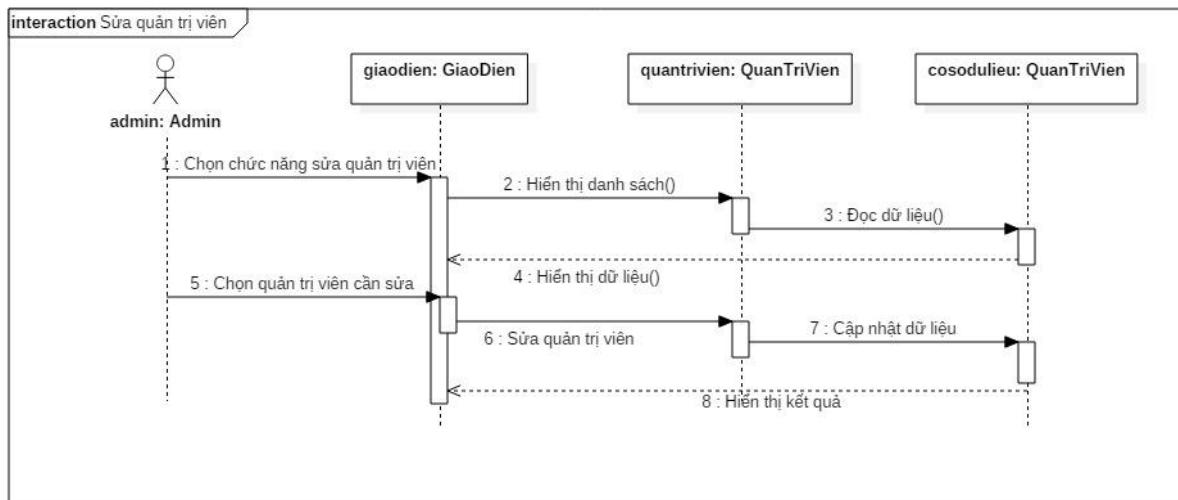 interaction Sửa quản trị viên
giaodien: GiaoDien
quantrivien: QuanTriVien
cosodulieu: QuanTriVien
admin: Admin
1 : Chọn chức năng sửa quản trị viên
2 : Hiển thị danh sách()
3 : Đọc dữ liệu()
4 : Hiển thị dữ liệu()
5 : Chọn quản trị viên cần sửa
6 : Sửa quản trị viên
7 : Cập nhật dữ liệu
8 : Hiển thị kết quả